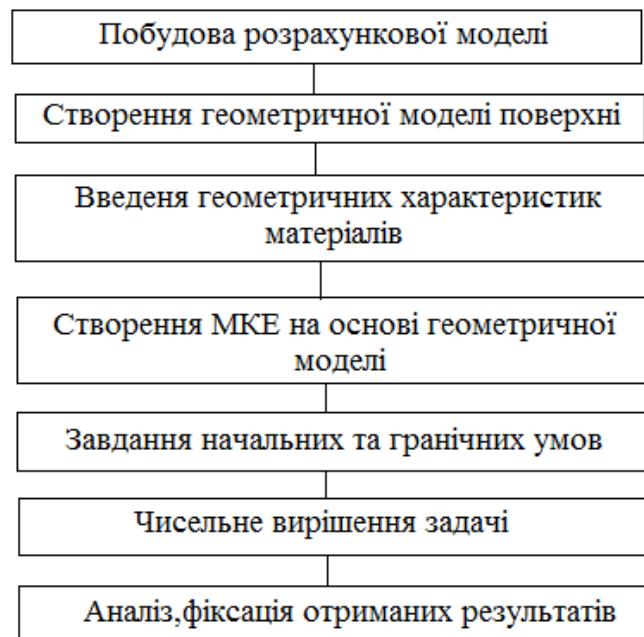 Побудова розрахункової моделі
Створення геометричної моделі поверхні
Введеня геометричних характеристик
матеріалів
Створення МКЕ на основі геометричної
моделі
Завдання начальних та гранічних умов
Чисельне вирішення задачі
Аналіз,фіксація отриманих результатів